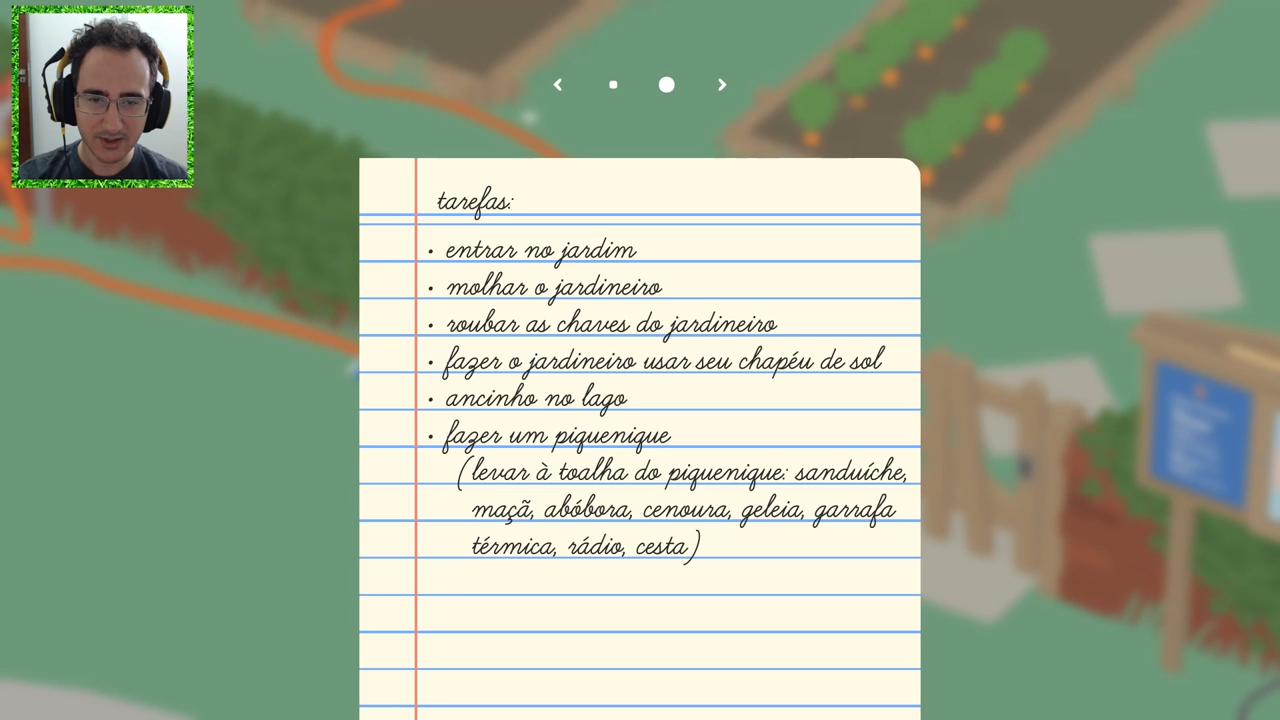 tarefas:
• entrar no jardim
• molhar o jardineiro
• roubar as chaves do jardineiro
• fazer o jardineiro usar seu chapéu de sol
• ancinho no lago
• fazer um piquenique
(levar à toalha do piquenique: sanduíche,
maçã, abóbora, cenoura, geleia, garrafa
térmica, rádio, cesta)